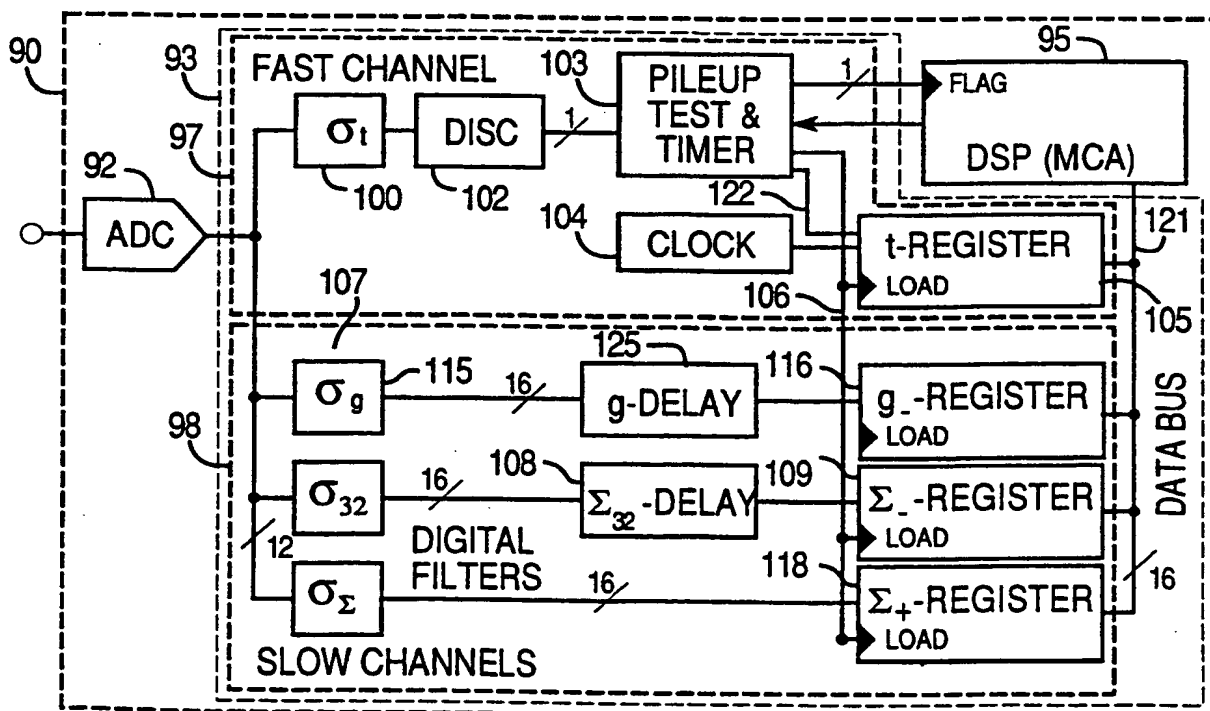 90
93
97
92
ADC
FAST CHANNEL
σt
100
DISC
102
1
103
PILEUP
TEST &
TIMER
1
95
FLAG
DSP (MCA)
122
104
CLOCK
t-REGISTER
LOAD
121
106
105
107
98
σg
115
16
125
g-DELAY
116
g₋-REGISTER
LOAD
DATA BUS
σ32
16
108
Σ32-DELAY
109
Σ₋-REGISTER
LOAD
12
DIGITAL
FILTERS
σΣ
16
118
Σ₊-REGISTER
LOAD
16
SLOW CHANNELS